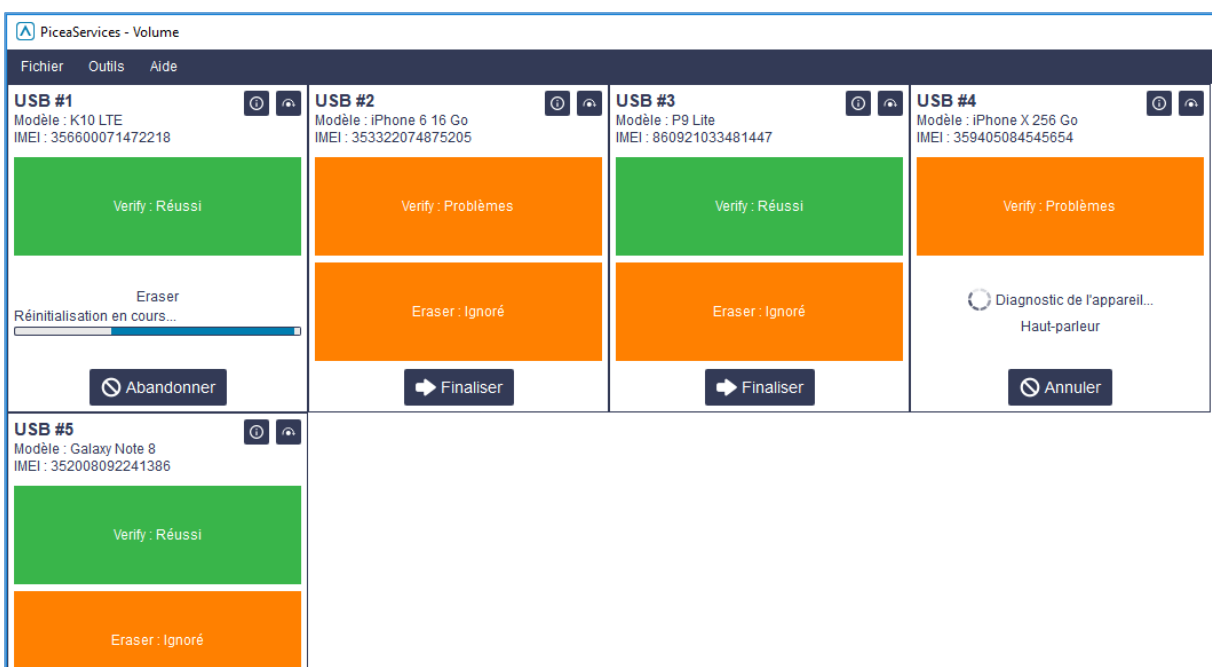 PiceaServices - Volume
Fichier Outils Aide
USB #1
Modèle : K10 LTE
IMEI : 356600071472218
Verify : Réussi
Eraser
Réinitialisation en cours...
Abandonner
USB #2
Modèle : iPhone 6 16 Go
IMEI : 353322074875205
Verify : Problèmes
Eraser : Ignoré
Finaliser
USB #3
Modèle : P9 Lite
IMEI : 860921033481447
Verify : Réussi
Eraser : Ignoré
Finaliser
USB #4
Modèle : iPhone X 256 Go
IMEI : 359405084545654
Verify : Problèmes
Diagnostic de l'appareil...
Haut-parleur
Annuler
USB #5
Modèle : Galaxy Note 8
IMEI : 352008092241386
Verify : Réussi
Eraser : Ignoré